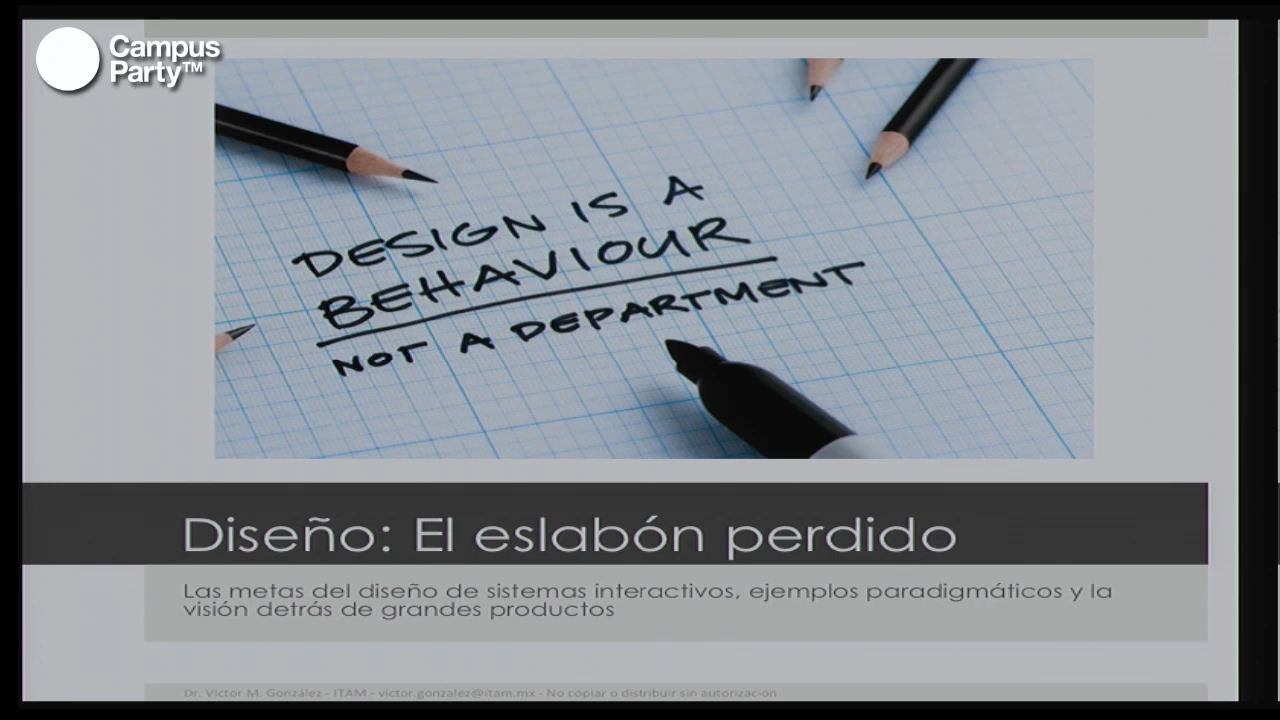 Campus
Party™
DESIGN IS A
BEHAVIOUR
NOT A DEPARTMENT
Diseño: El eslabón perdido
Las metas del diseño de sistemas interactivos, ejemplos paradigmáticos y la
visión detrás de grandes productos
Dr. Víctor M. González - ITAM - victor.gonzalez@itam.mx - No copiar o distribuir sin autorización